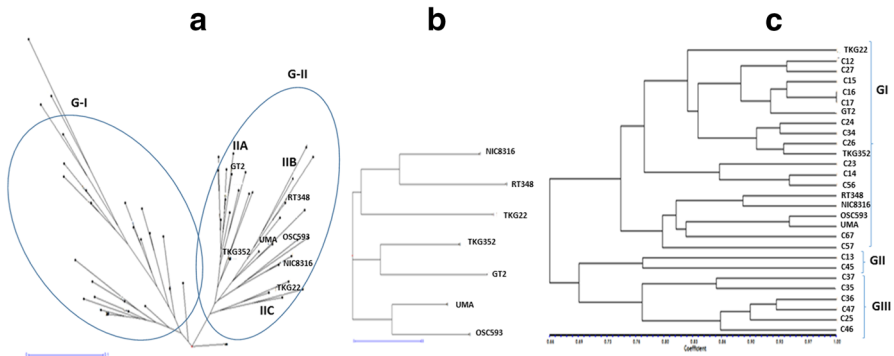 a
b
c
G-I
G-II
IIA
GT2
IIB
RT348
UMA
OSC593
TKG352
NIC8316
TKG22
IIC
NIC8316
RT348
TKG22
TKG352
GT2
UMA
OSC593
TKG22
C12
C27
C15
C16
C17
GT2
C24
C34
C26
TKG352
C23
C14
C56
RT348
NIC8316
OSC593
UMA
C67
C57
C13
C45
C37
C35
C36
C47
C25
C46
GI
GII
GIII
Coefficient